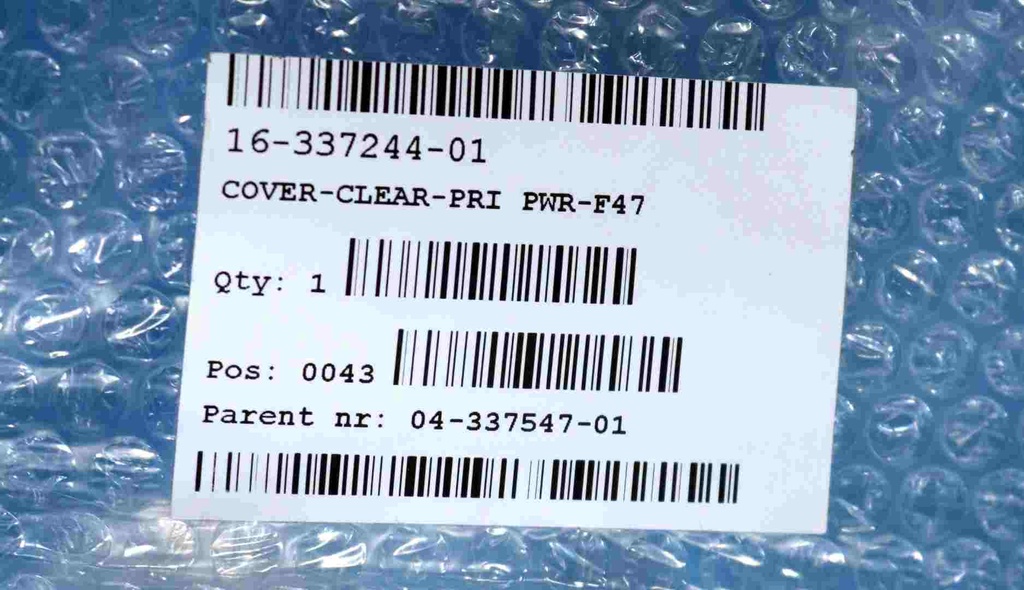 16-337244-01
COVER-CLEAR-PRI PWR-F47
Qty: 1
Pos: 0043
Parent nr: 04-337547-01